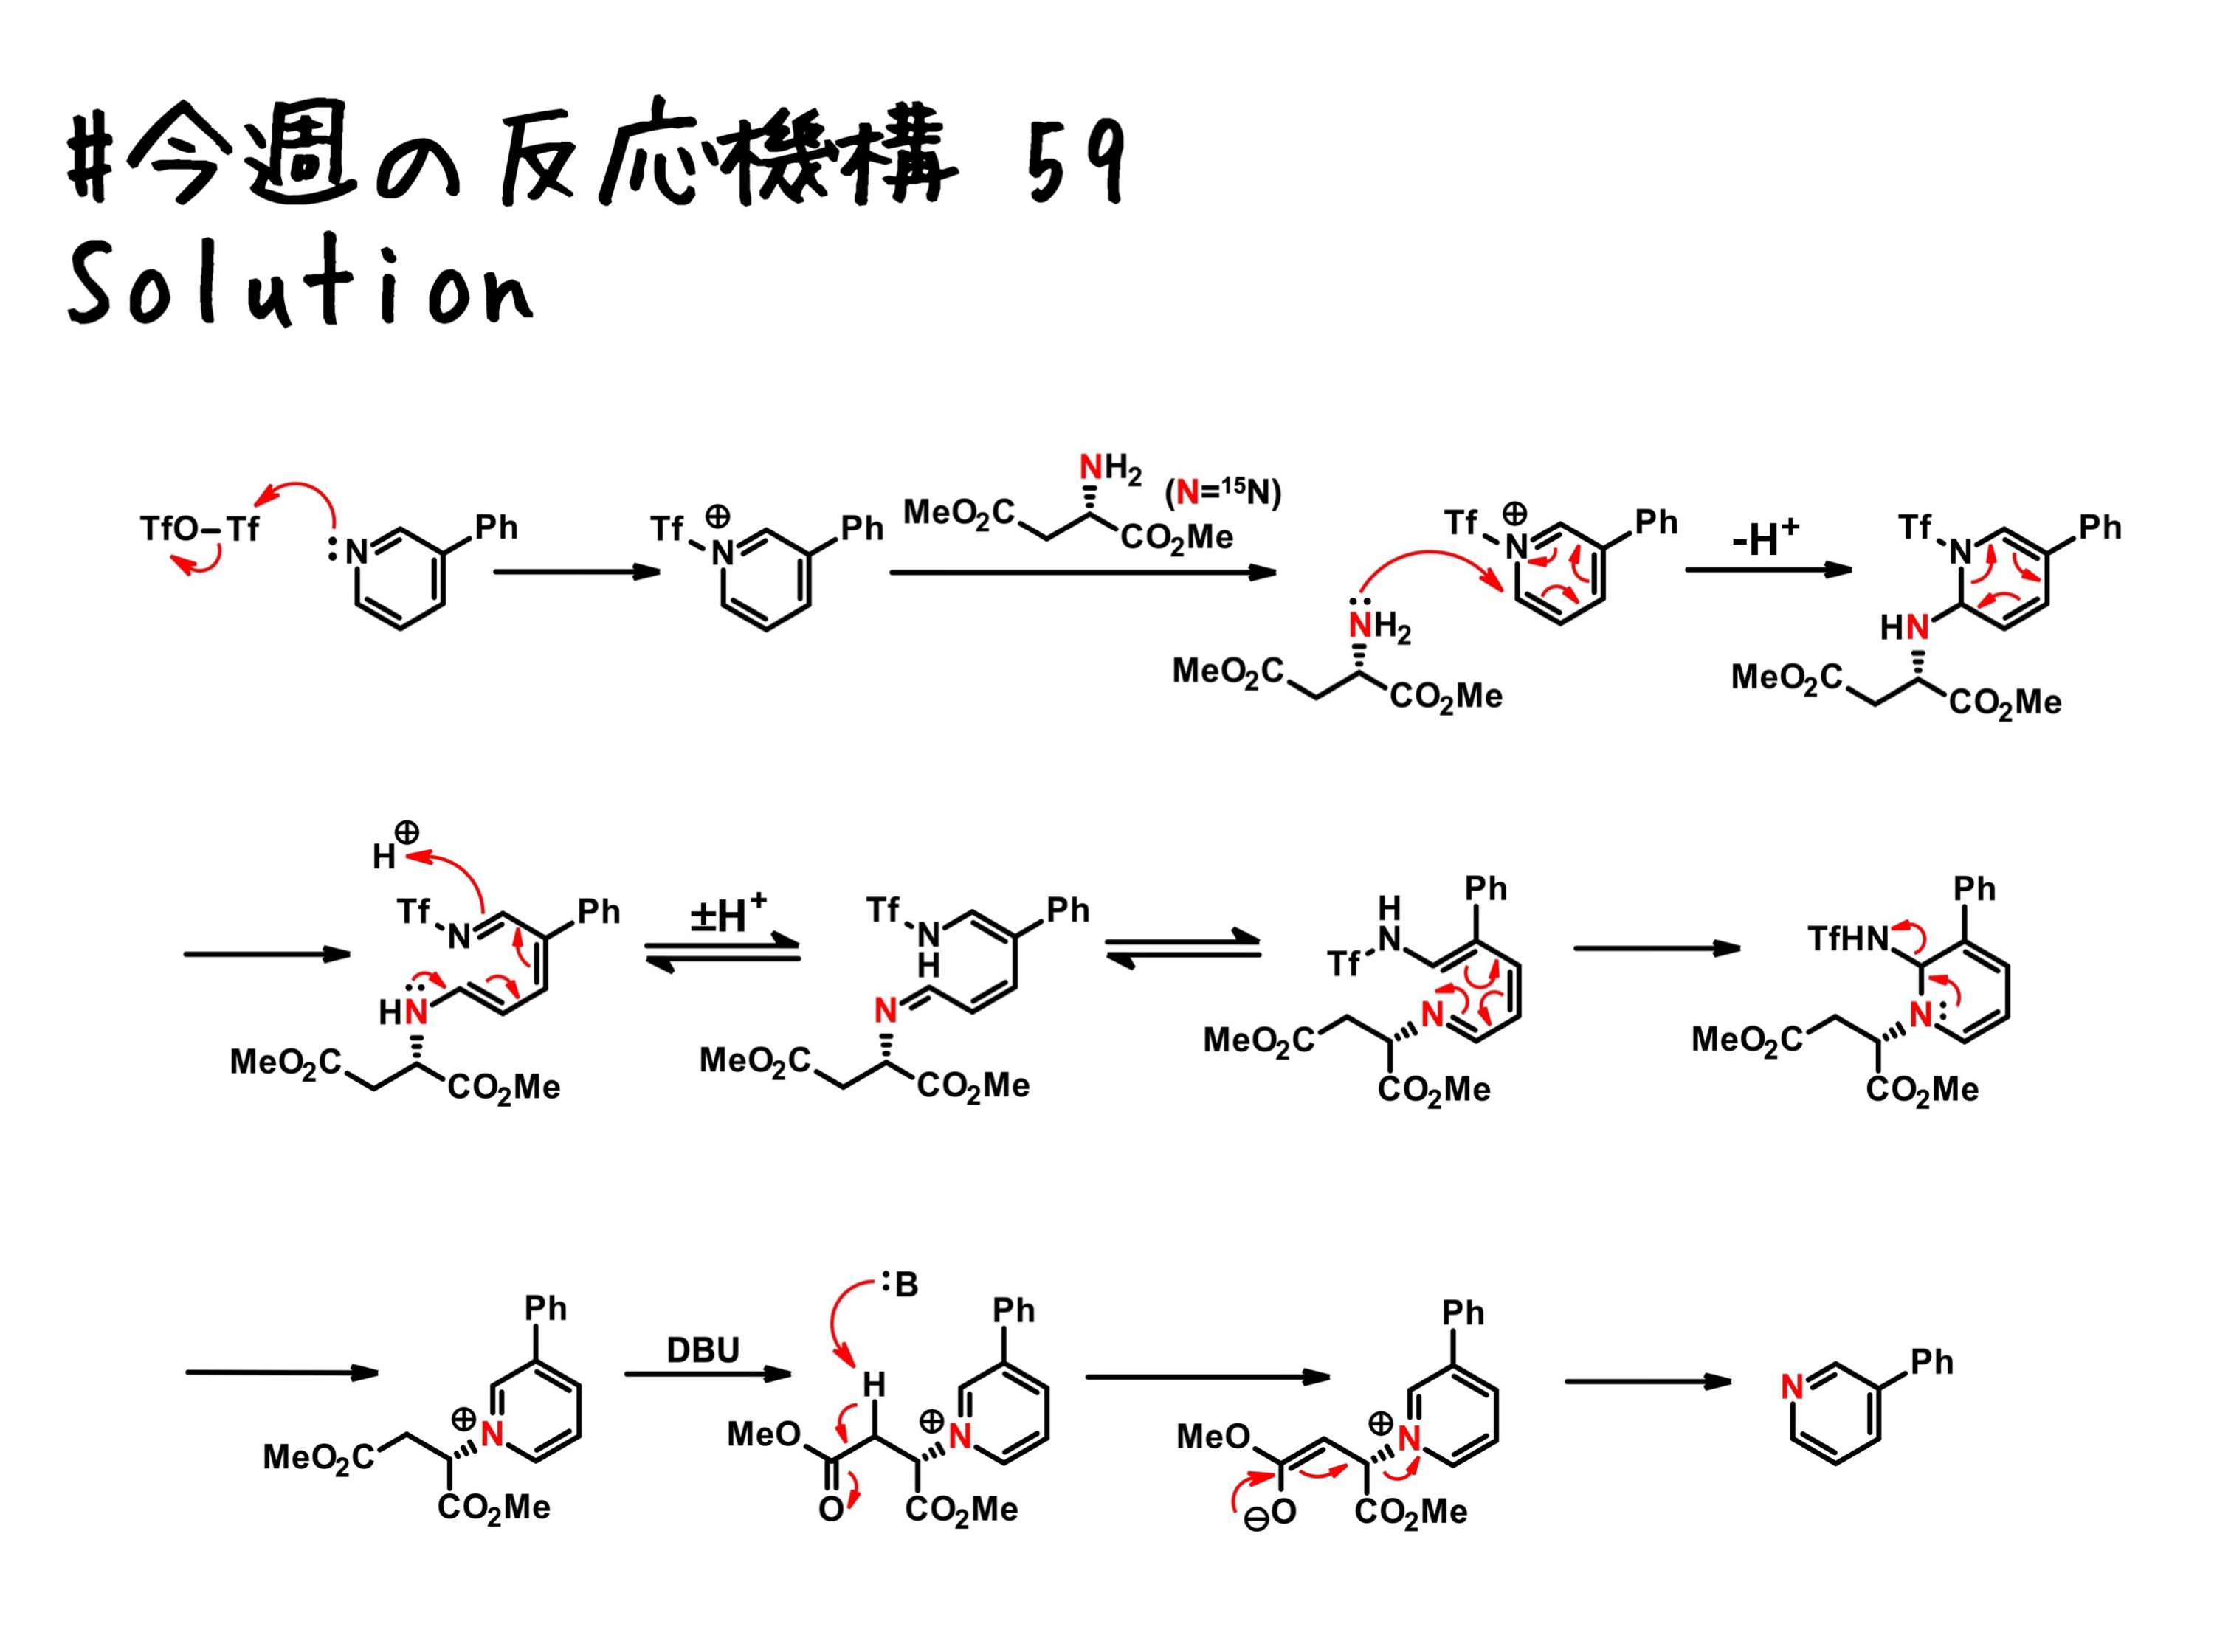 #今週の反応機構 59
Solution
TfO–Tf :N Ph
Tf N ⊕ Ph
NH2 (N=15N)
MeO2C CO2Me
Tf N ⊕ Ph
NH2
MeO2C CO2Me
-H+
Tf N Ph
HN
MeO2C CO2Me
H⊕
Tf N Ph
HN
MeO2C CO2Me
±H+
Tf N H Ph
N
MeO2C CO2Me
Ph
H N
Tf
N
MeO2C
CO2Me
Ph
TfHN
N:
MeO2C
CO2Me
Ph
⊕ N
MeO2C
CO2Me
DBU
:B
Ph
H
MeO ⊕ N
O CO2Me
Ph
MeO ⊕ N
⊖O CO2Me
N Ph